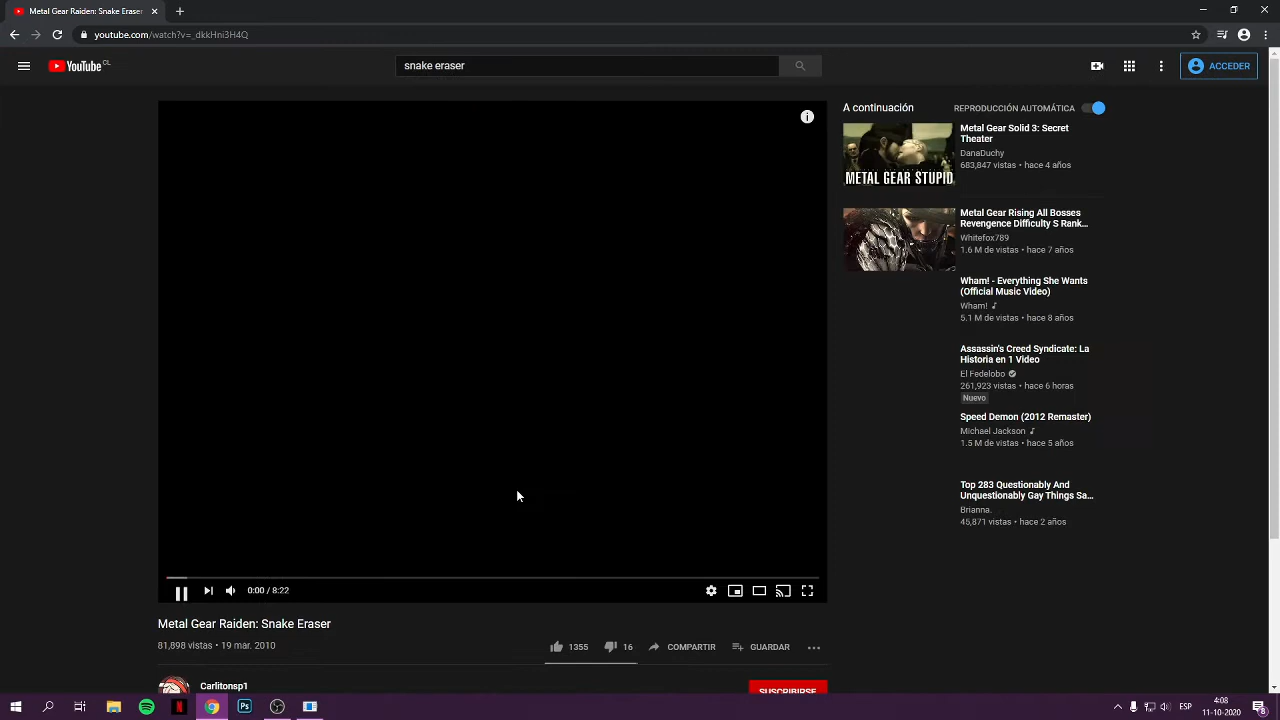 Metal Gear Raiden: Snake Eraser
youtube.com/watch?v=_dkkHni3H4Q
YouTube CL
snake eraser
ACCEDER
A continuación
REPRODUCCIÓN AUTOMÁTICA
METAL GEAR STUPID
Metal Gear Solid 3: Secret
Theater
DanaDuchy
683,847 vistas • hace 4 años
Metal Gear Rising All Bosses
Revengence Difficulty S Rank...
Whitefox789
1.6 M de vistas • hace 7 años
Wham! - Everything She Wants
(Official Music Video)
Wham!
5.1 M de vistas • hace 8 años
Assassin's Creed Syndicate: La
Historia en 1 Video
El Fedelobo
261,923 vistas • hace 6 horas
Nuevo
Speed Demon (2012 Remaster)
Michael Jackson
1.5 M de vistas • hace 5 años
Top 283 Questionably And
Unquestionably Gay Things Sa...
Brianna.
45,871 vistas • hace 2 años
0:00 / 8:22
Metal Gear Raiden: Snake Eraser
81,898 vistas • 19 mar. 2010
1355
16
COMPARTIR
GUARDAR
Carlitonsp1
SUSCRIBIRSE
Ps
ESP
4:08
11-10-2020
8